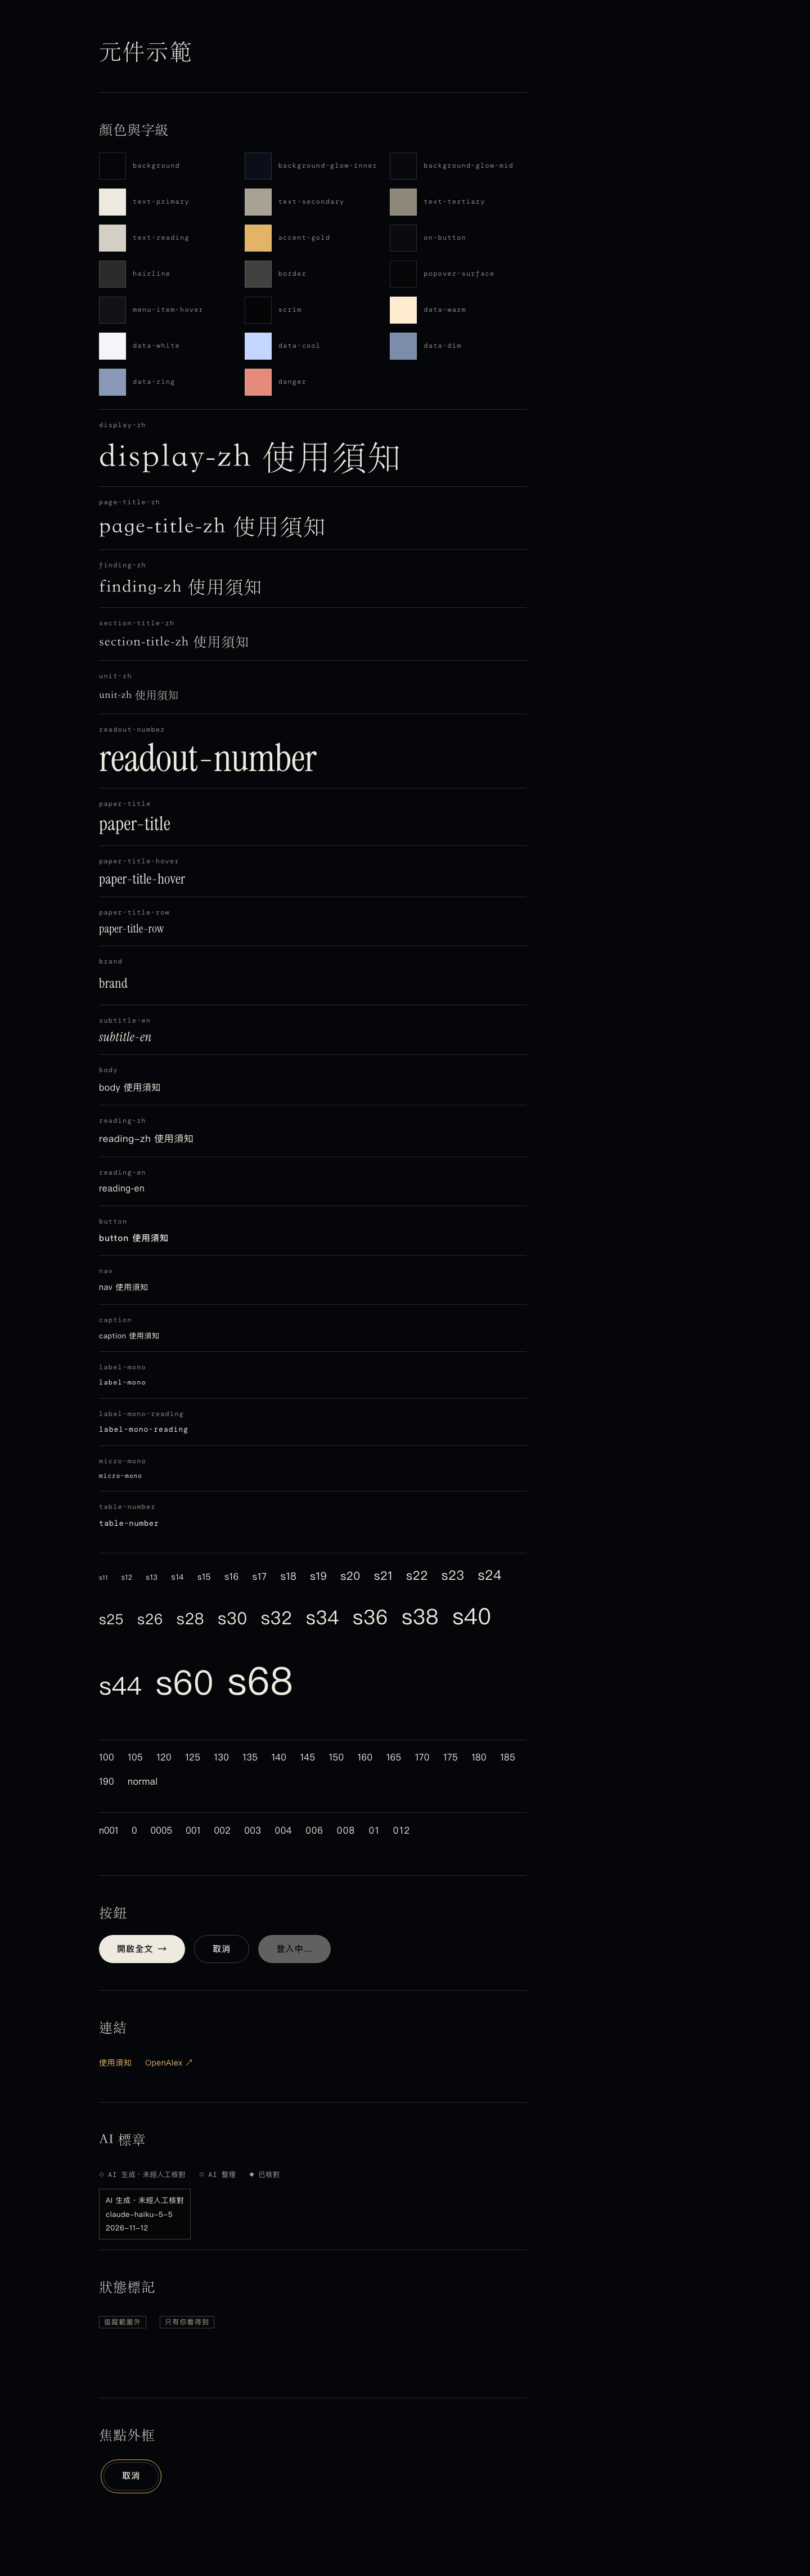 元件示範
顏色與字級
background background-glow-inner background-glow-mid
text-primary text-secondary text-tertiary
text-reading accent-gold on-button
hairline border popover-surface
menu-item-hover scrim data-warm
data-white data-cool data-dim
data-ring danger
display-zh
display-zh 使用須知
page-title-zh
page-title-zh 使用須知
finding-zh
finding-zh 使用須知
section-title-zh
section-title-zh 使用須知
unit-zh
unit-zh 使用須知
readout-number
readout-number
paper-title
paper-title
paper-title-hover
paper-title-hover
paper-title-row
paper-title-row
brand
brand
subtitle-en
subtitle-en
body
body 使用須知
reading-zh
reading-zh 使用須知
reading-en
reading-en
button
button 使用須知
nav
nav 使用須知
caption
caption 使用須知
label-mono
label-mono
label-mono-reading
label-mono-reading
micro-mono
micro-mono
table-number
table-number
s11 s12 s13 s14 s15 s16 s17 s18 s19 s20 s21 s22 s23 s24
s25 s26 s28 s30 s32 s34 s36 s38 s40
s44 s60 s68
100 105 120 125 130 135 140 145 150 160 165 170 175 180 185
190 normal
n001 0 0005 001 002 003 004 006 008 01 012
按鈕
開啟全文 → 取消 登入中…
連結
使用須知 OpenAlex ↗
AI 標章
◇ AI 生成・未經人工核對 ◇ AI 整理 ◆ 已核對
AI 生成・未經人工核對
claude-haiku-5-5
2026-11-12
狀態標記
追蹤範圍外 只有你看得到
焦點外框
取消